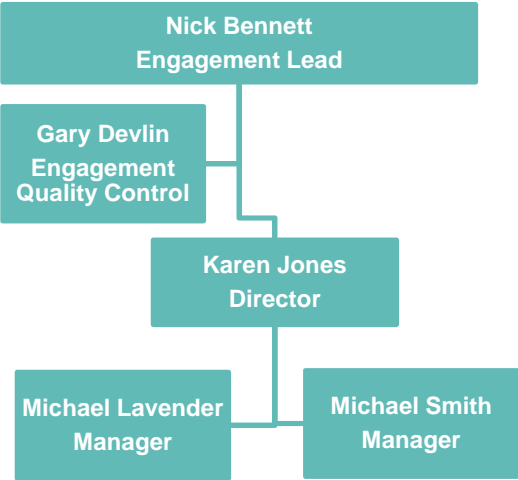 Nick Bennett
Engagement Lead
Gary Devlin
Engagement
Quality Control
Karen Jones
Director
Michael Lavender
Manager
Michael Smith
Manager